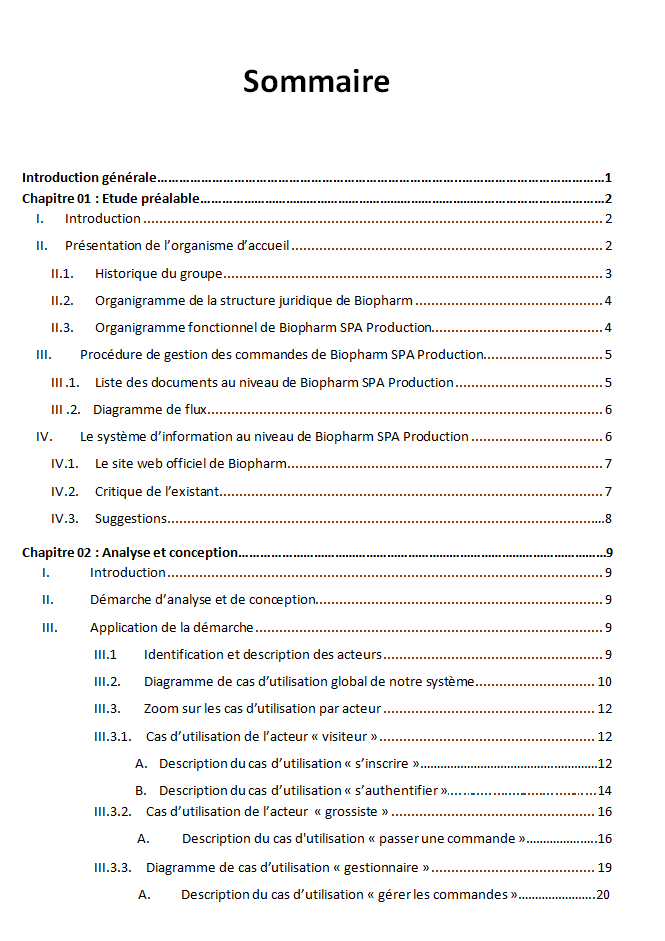 Sommaire
Introduction générale……………………………………………………………………………………………………………1
Chapitre 01 : Etude préalable…………………………………………………………………………………………………2
I. Introduction ........................................................................................................ 2
II. Présentation de l’organisme d’accueil ........................................................................ 2
II.1. Historique du groupe........................................................................................ 3
II.2. Organigramme de la structure juridique de Biopharm ........................................... 4
II.3. Organigramme fonctionnel de Biopharm SPA Production....................................... 4
III. Procédure de gestion des commandes de Biopharm SPA Production........................... 5
III .1. Liste des documents au niveau de Biopharm SPA Production .................................. 5
III .2. Diagramme de flux............................................................................................ 6
IV. Le système d’information au niveau de Biopharm SPA Production .............................. 6
IV.1. Le site web officiel de Biopharm......................................................................... 7
IV.2. Critique de l’existant.......................................................................................... 7
IV.3. Suggestions......................................................................................................…8
Chapitre 02 : Analyse et conception…………………………………………………………………………………………9
I. Introduction ...................................................................................................... 9
II. Démarche d’analyse et de conception.................................................................. 9
III. Application de la démarche ................................................................................ 9
III.1 Identification et description des acteurs ........................................................ 9
III.2. Diagramme de cas d’utilisation global de notre système............................... 10
III.3. Zoom sur les cas d’utilisation par acteur ...................................................... 12
III.3.1. Cas d’utilisation de l’acteur « visiteur » ...................................................... 12
A. Description du cas d’utilisation « s’inscrire »………………………………………………12
B. Description du cas d’utilisation « s’authentifier »……………………………………14
III.3.2. Cas d’utilisation de l’acteur « grossiste » .................................................... 16
A. Description du cas d'utilisation « passer une commande »…………………16
III.3.3. Diagramme de cas d’utilisation « gestionnaire » .......................................... 19
A. Description du cas d’utilisation « gérer les commandes »…………………..20